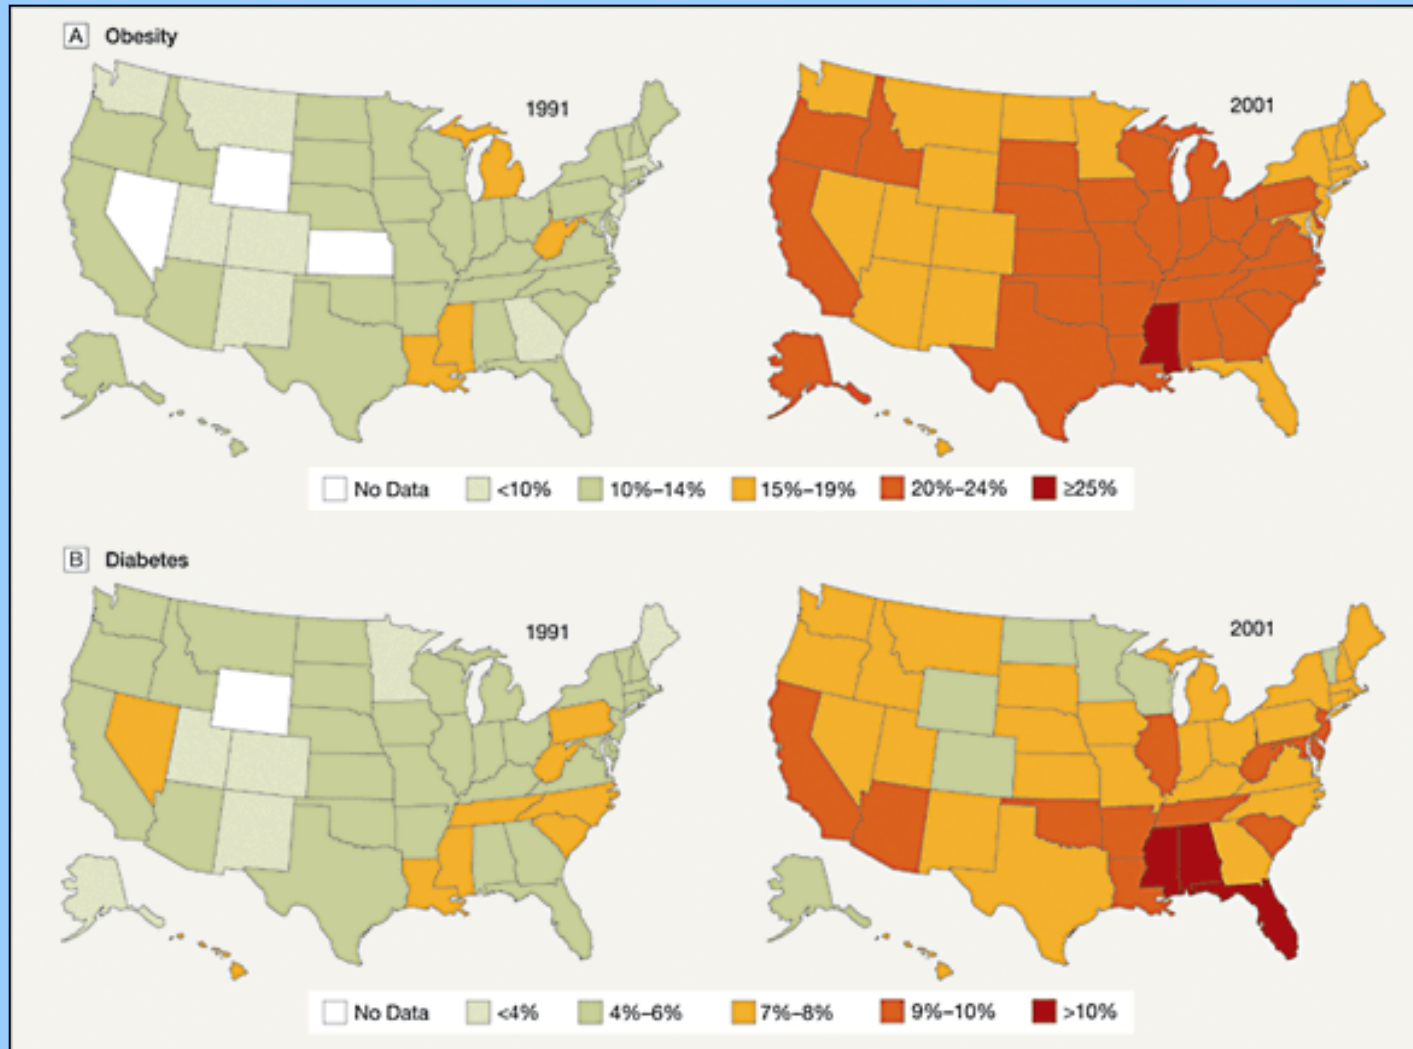 A Obesity
1991
2001
No Data <10% 10%–14% 15%–19% 20%–24% ≥25%
B Diabetes
1991
2001
No Data <4% 4%–6% 7%–8% 9%–10% >10%